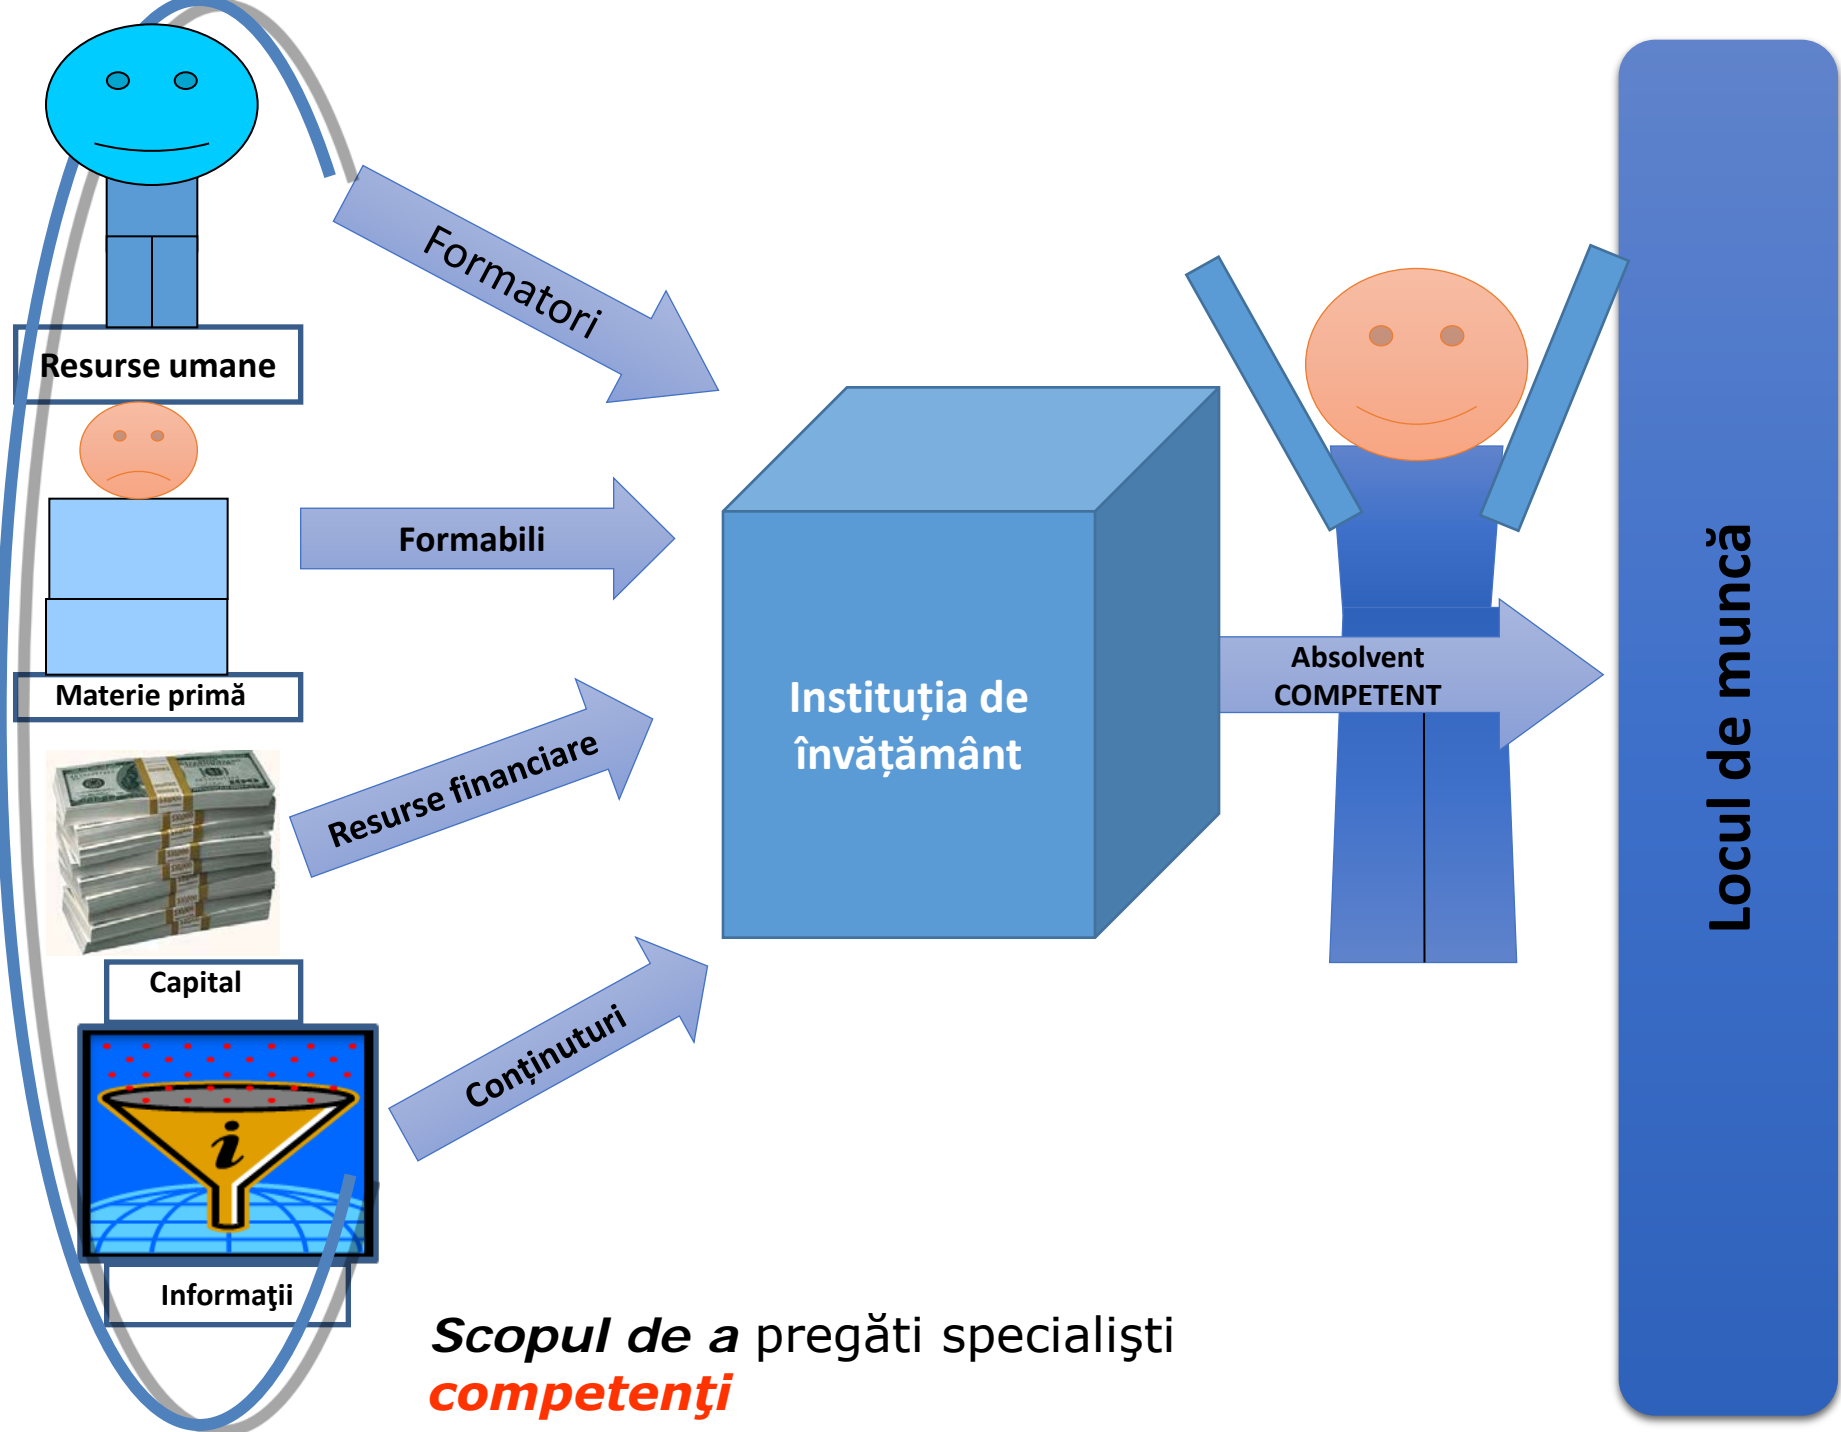 Formatori
Resurse umane
Formabili
Materie primă
Resurse financiare
Capital
Conținuturi
Informaţii
Instituția de
învățământ
Absolvent
COMPETENT
Locul de muncă
Scopul de a pregăti specialişti
competenţi